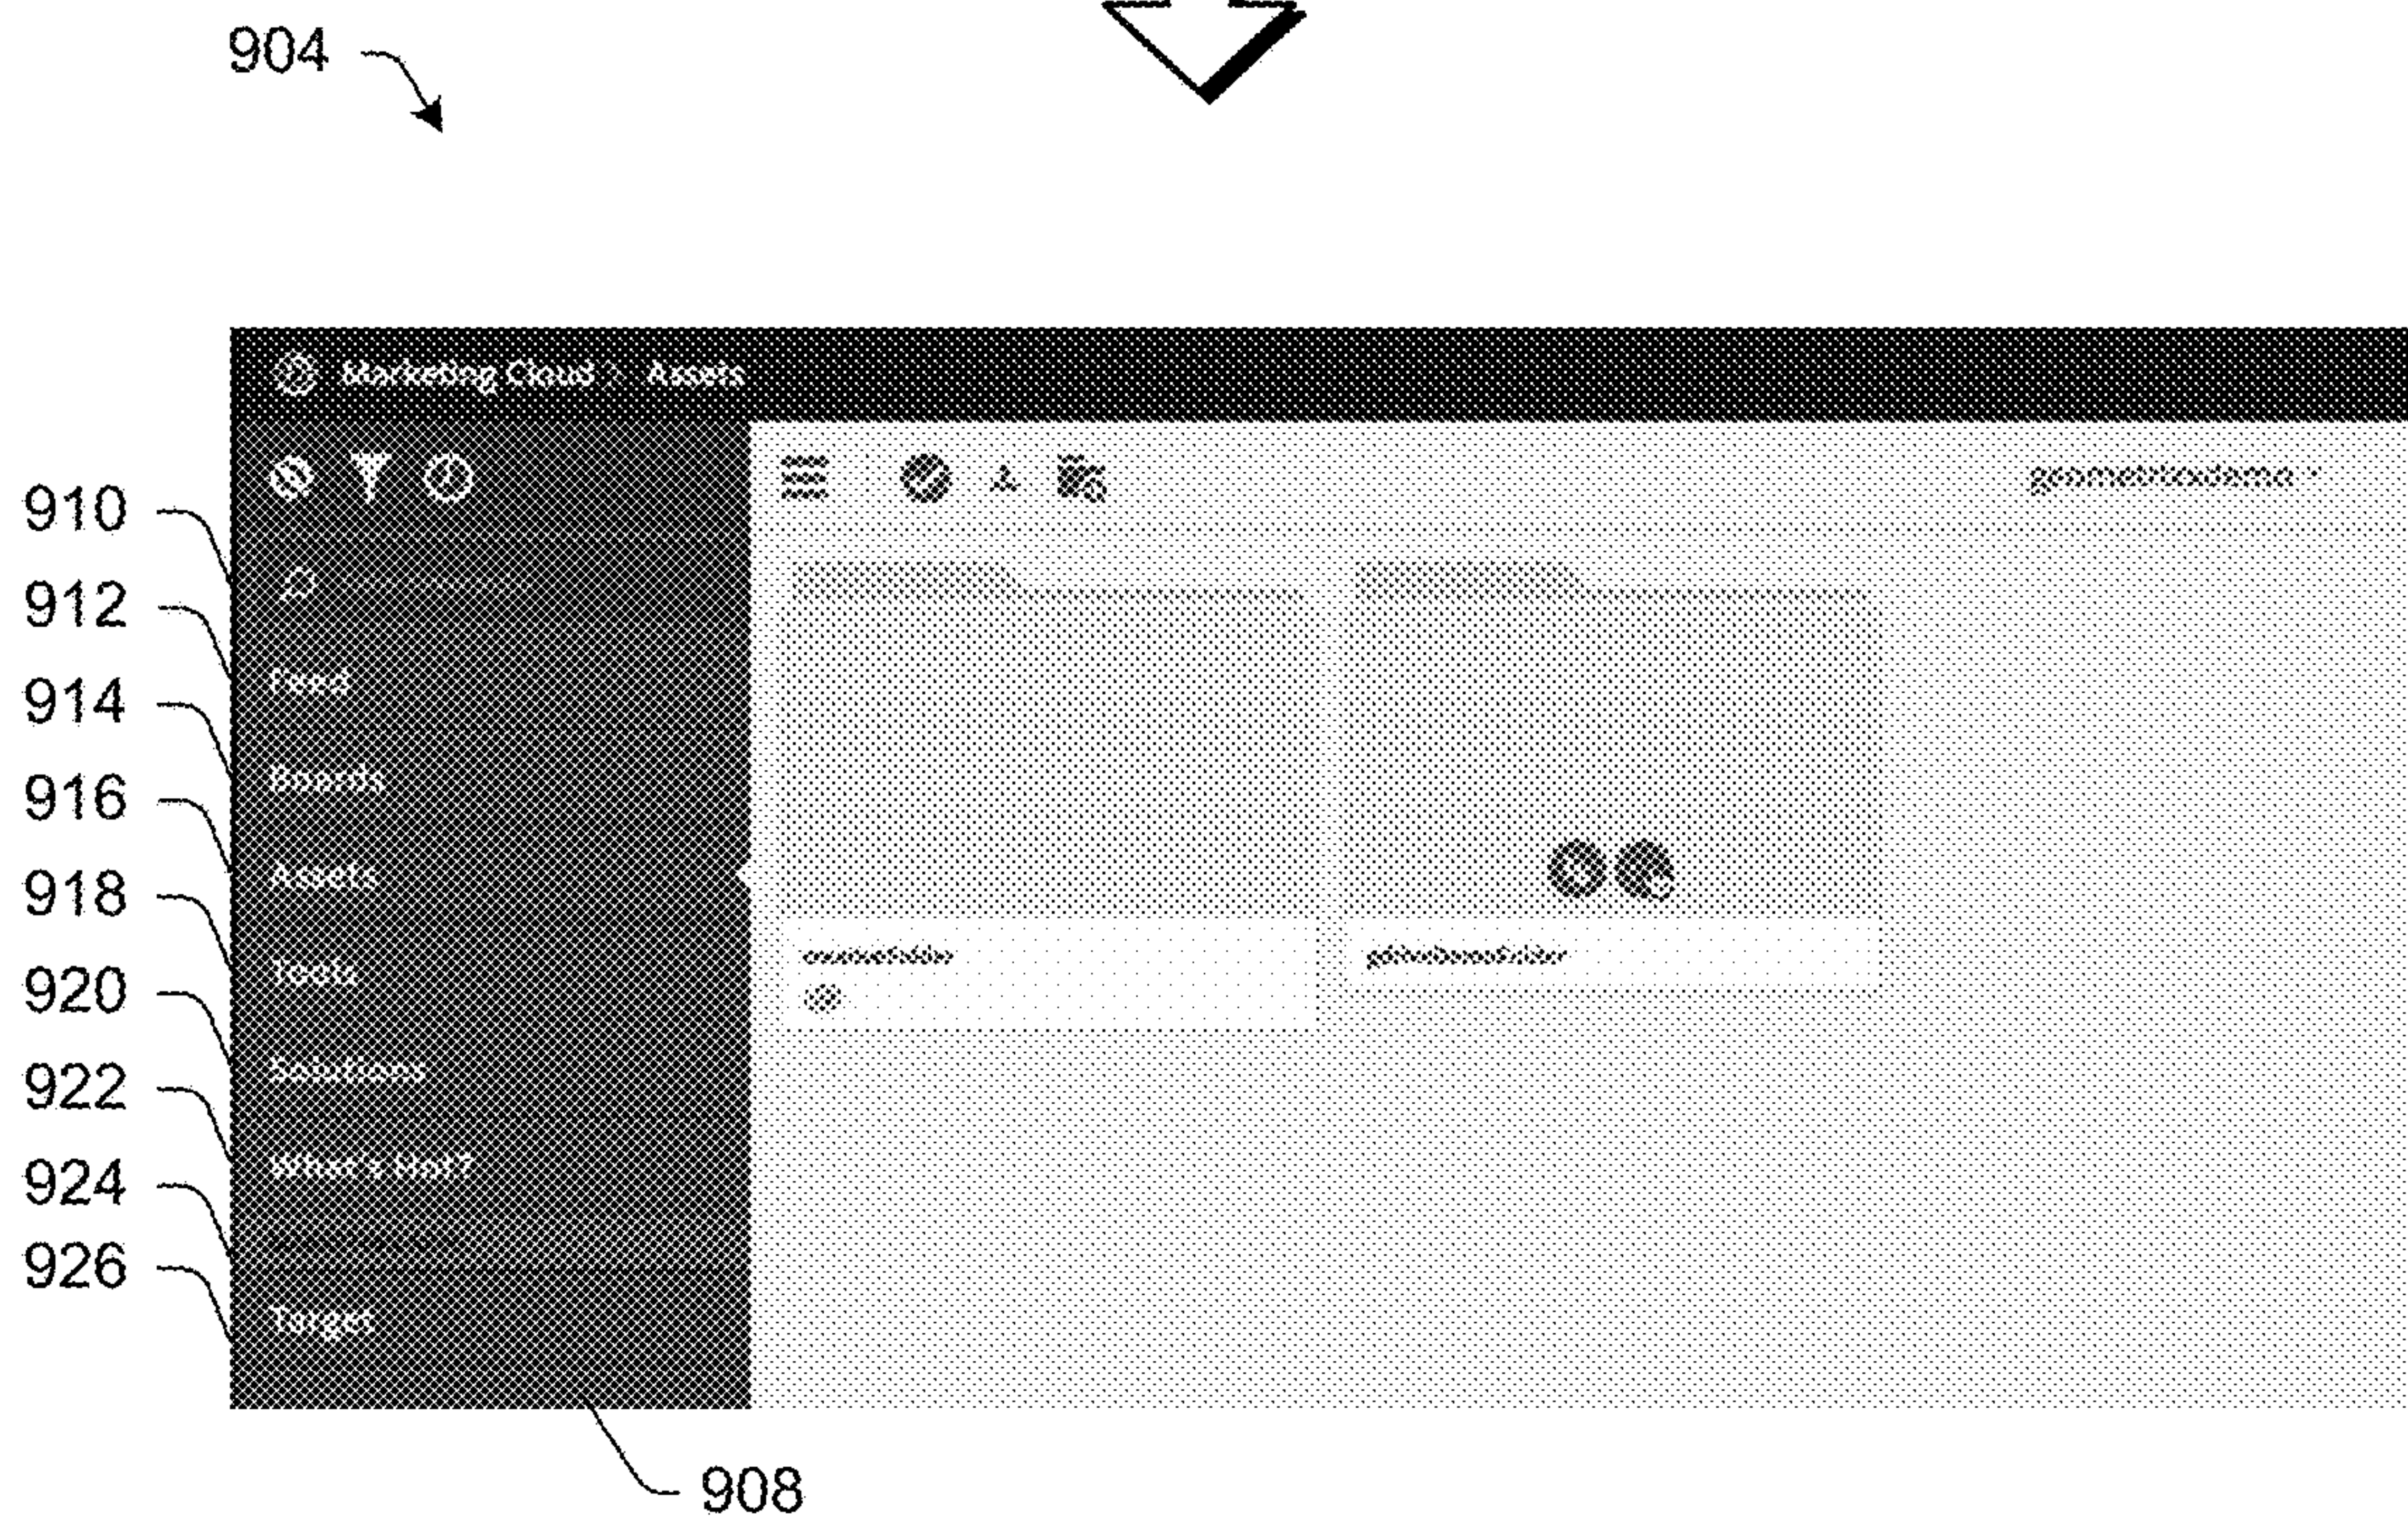 904
Marketing Cloud > Assets
geometrixxdemo
910
912
Feed
914
Boards
916
Assets
918
Tools
920
Solutions
922
What's Hot?
924
926
Target
908